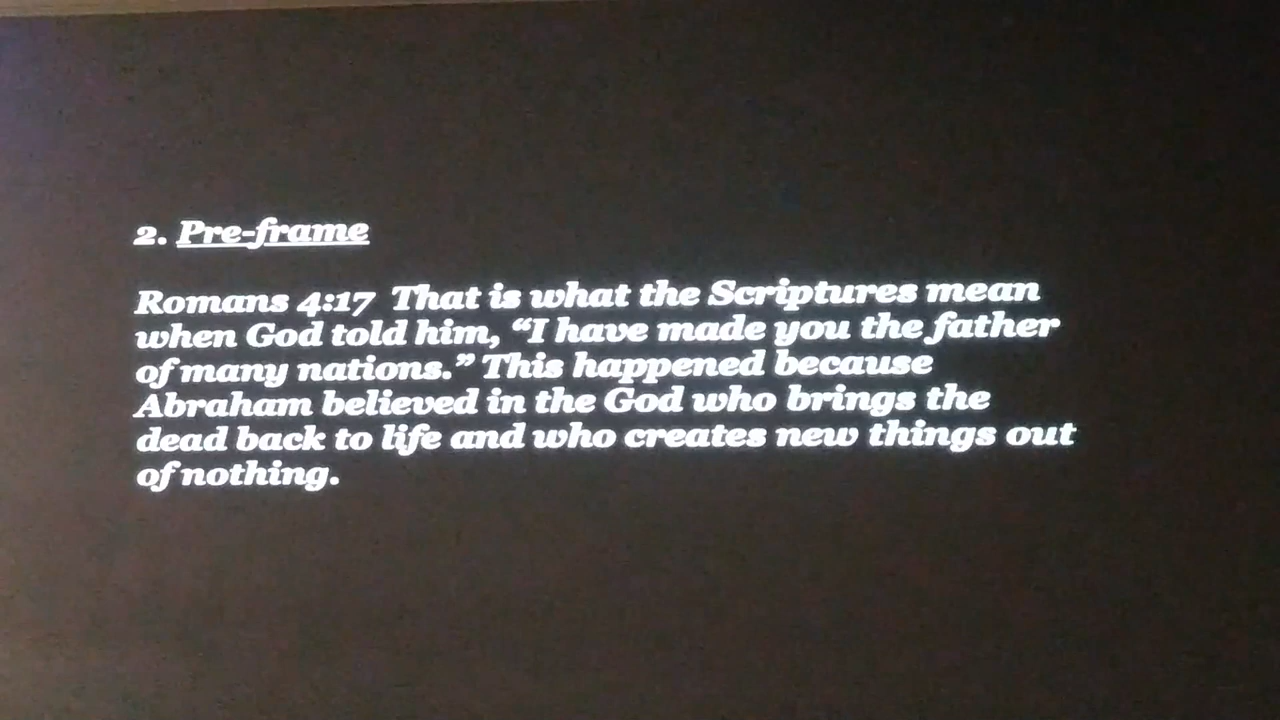 2. Pre-frame
Romans 4:17 That is what the Scriptures mean
when God told him, “I have made you the father
of many nations.” This happened because
Abraham believed in the God who brings the
dead back to life and who creates new things out
of nothing.